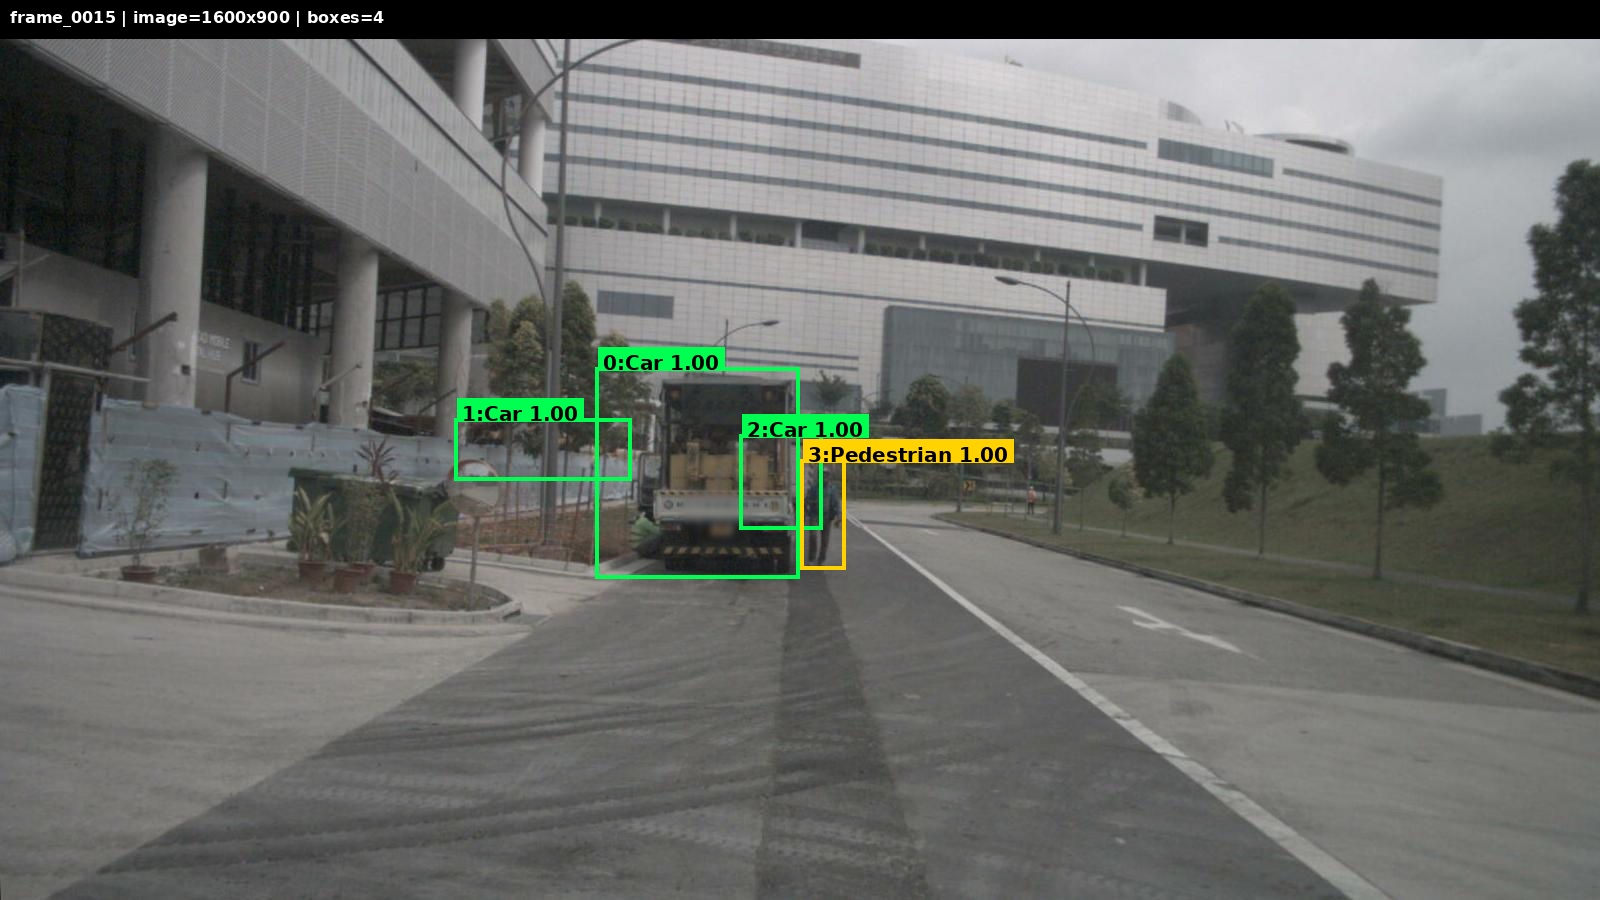 frame_0015 | image=1600x900 | boxes=4
0:Car 1.00
1:Car 1.00
2:Car 1.00
3:Pedestrian 1.00